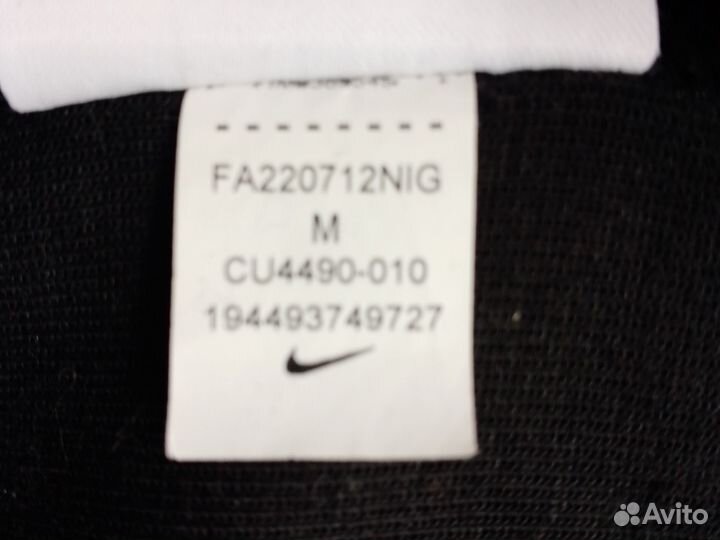 --------
FA220712NIG
M
CU4490-010
194493749727
Avito